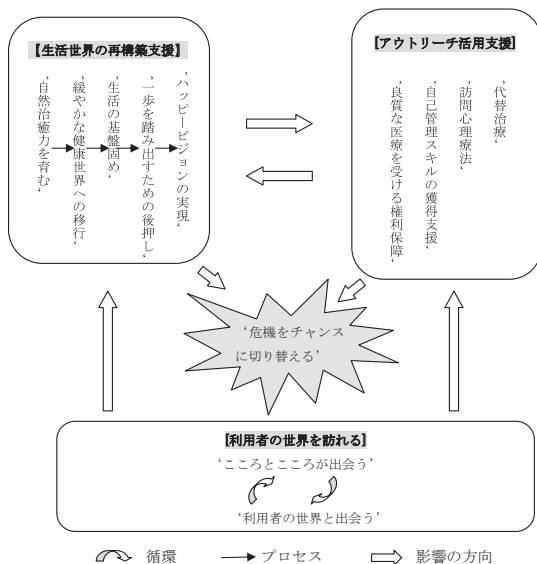 【生活世界の再構築支援】
‘自然治癒力を育む’
‘緩やかな健康世界への移行’
‘生活の基盤固め’
‘一歩を踏み出すための後押し’
‘ハッピービジョンの実現’
[アウトリーチ活用支援]
‘代替治療’
‘訪問心理療法’
‘自己管理スキルの獲得支援’
‘良質な医療を受ける権利保障’
‘危機をチャンス
に切り替える’
[利用者の世界を訪れる]
‘こころとこころが出会う’
‘利用者の世界と出会う’
循環
プロセス
影響の方向